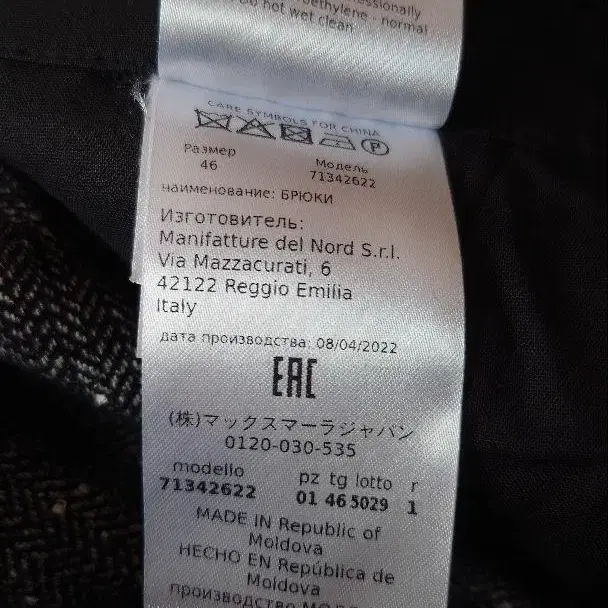 roethylene - normal
Do not wet clean
CARE SYMBOLS FOR CHINA
P
Размер
46
Модель
71342622
наименование: БРЮКИ
Изготовитель:
Manifatture del Nord S.r.l.
Via Mazzacurati, 6
42122 Reggio Emilia
Italy
дата производства: 08/04/2022
EAC
(株)マックスマーラジャパン
0120-030-535
modello pz tg lotto r
71342622 01 46 5029 1
MADE IN Republic of
Moldova
HECHO EN República de
Moldova
производство